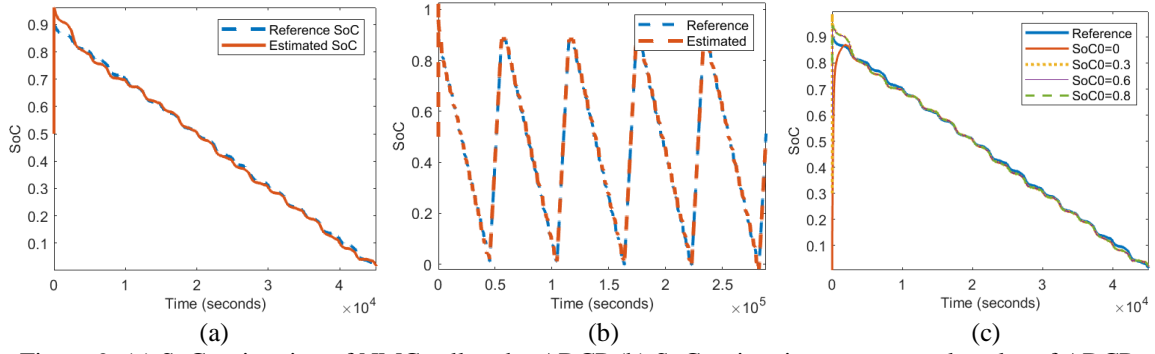 0.9
0.8
0.7
0.6
0.5
0.4
0.3
0.2
0.1
SoC
Reference SoC
Estimated SoC
0 1 2 3 4
Time (seconds) ×10^4
(a)
1
0.8
0.6
0.4
0.2
0
SoC
Reference
Estimated
0 0.5 1 1.5 2 2.5
Time (seconds) ×10^5
(b)
0.9
0.8
0.7
0.6
0.5
0.4
0.3
0.2
0.1
SoC
Reference
SoC0=0
SoC0=0.3
SoC0=0.6
SoC0=0.8
0 1 2 3 4
Time (seconds) ×10^4
(c)